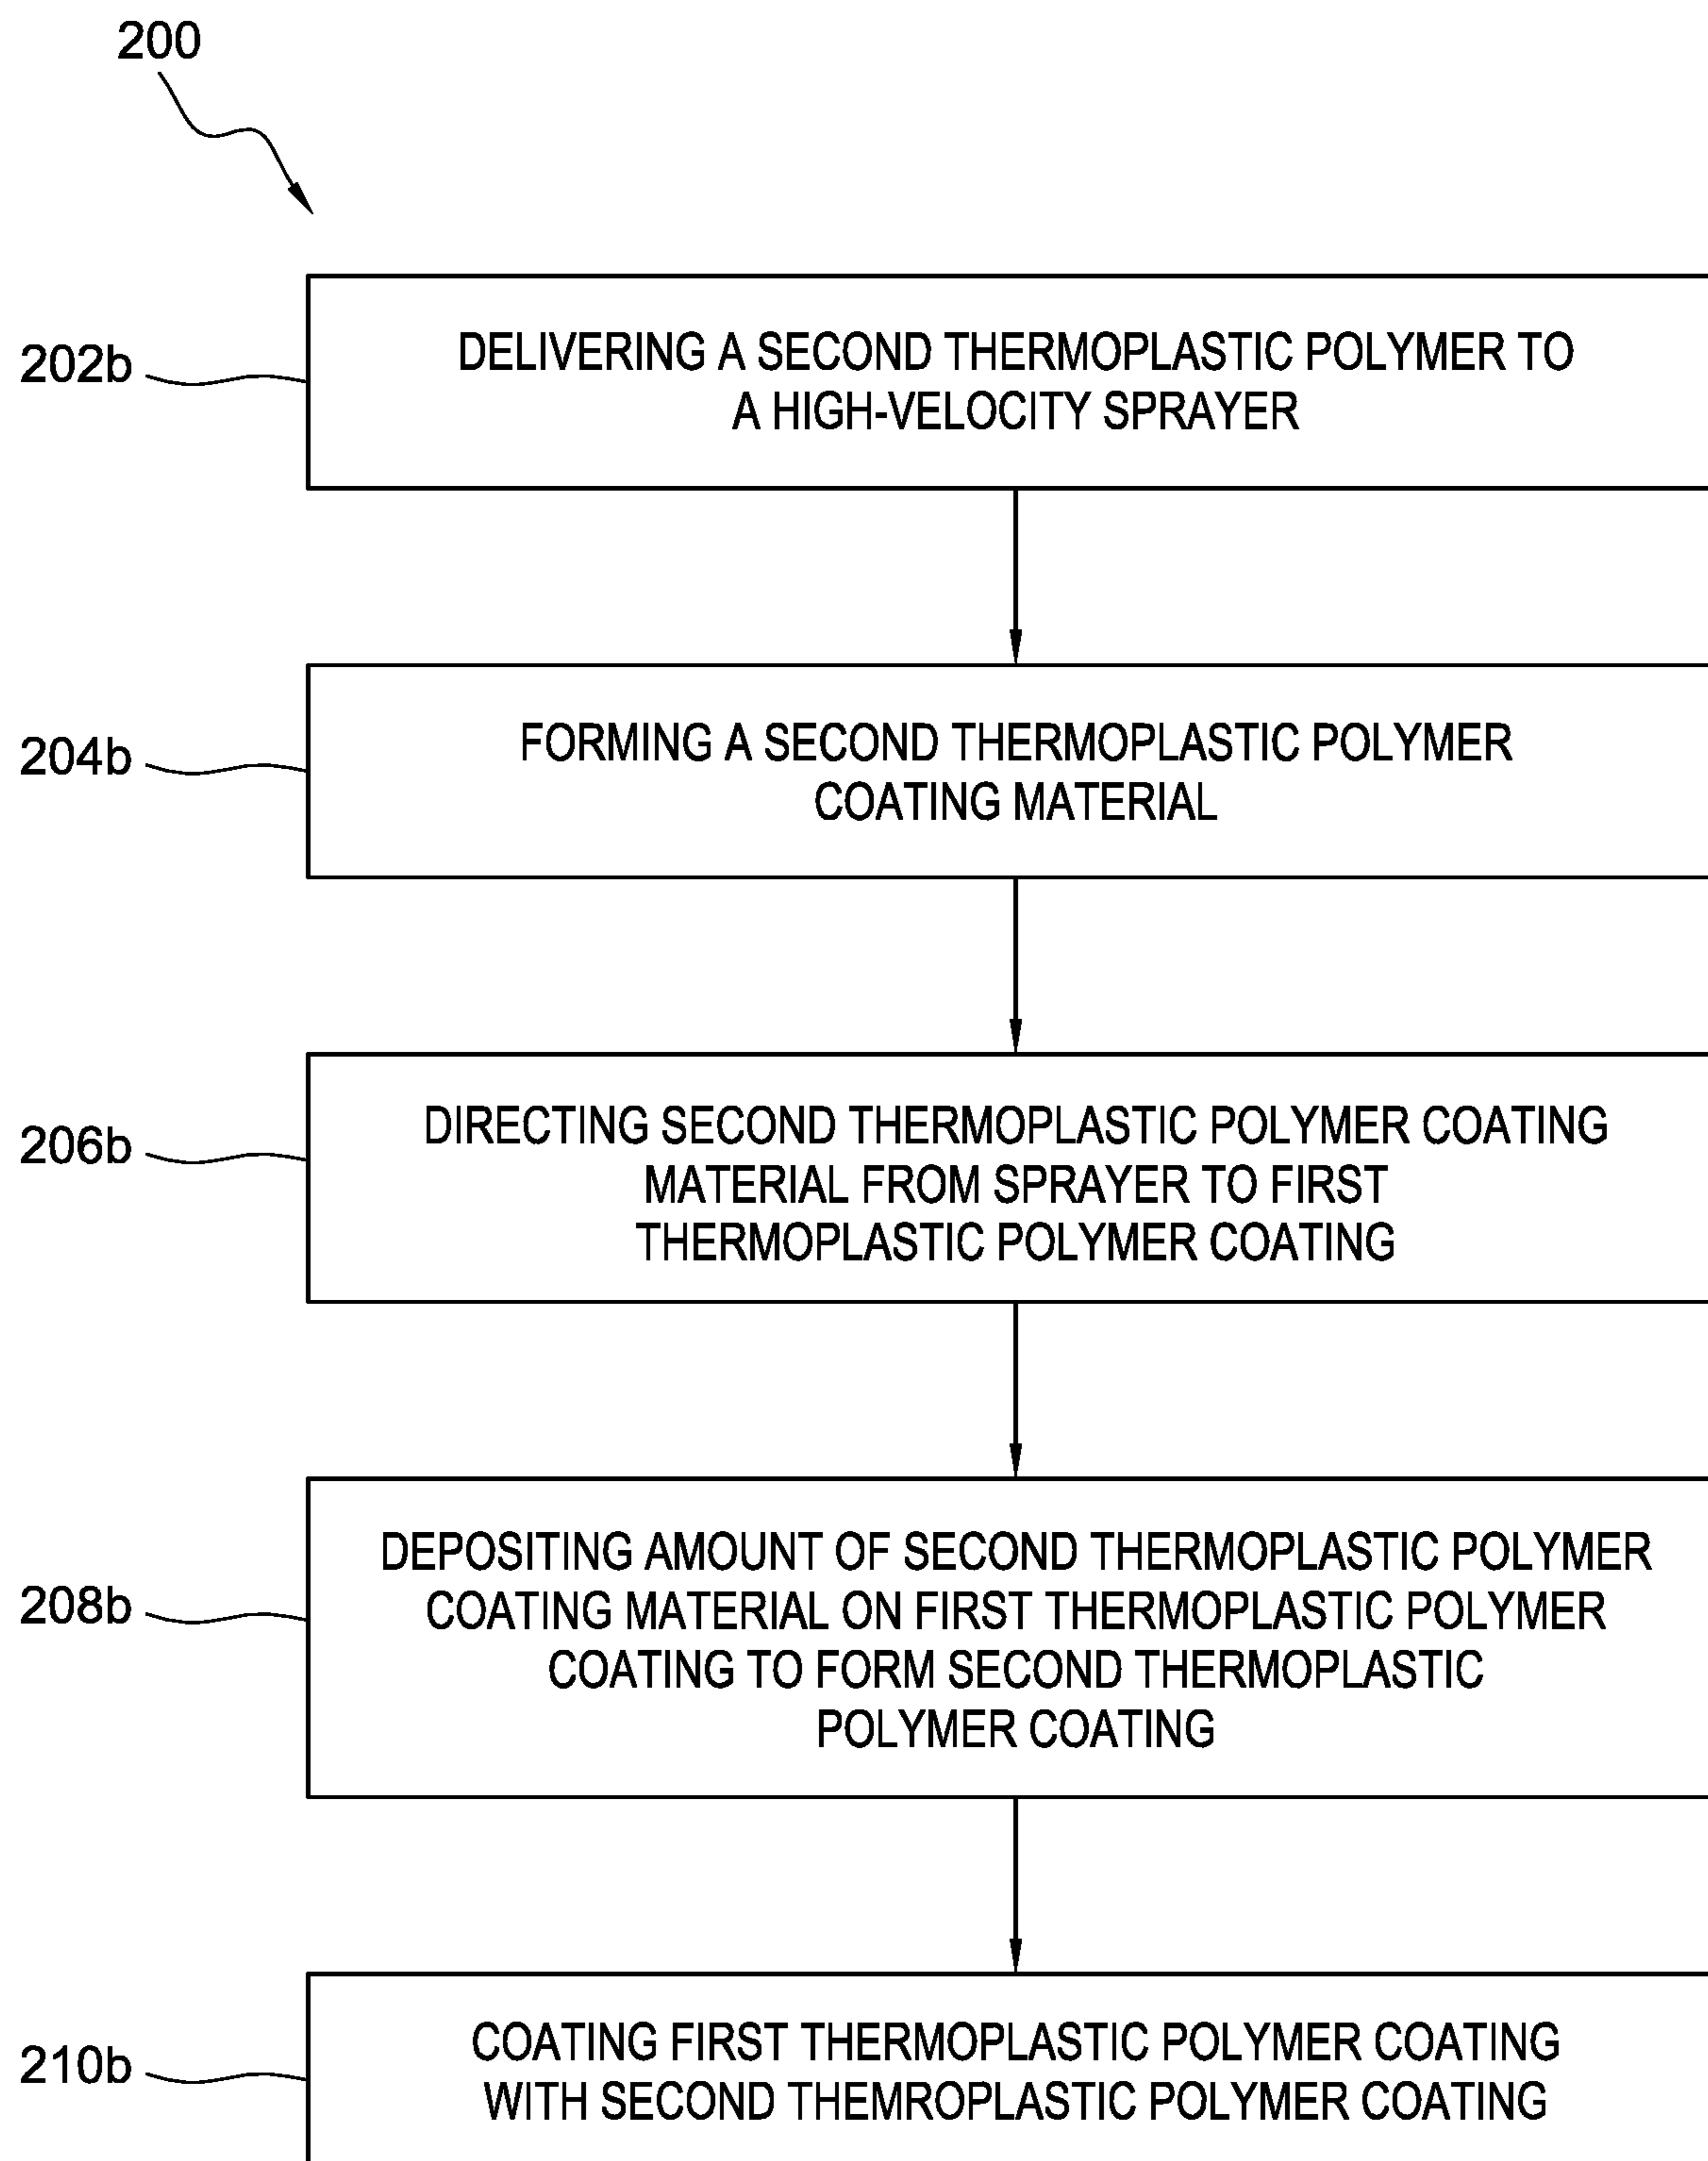 200
202b
DELIVERING A SECOND THERMOPLASTIC POLYMER TO
A HIGH-VELOCITY SPRAYER
204b
FORMING A SECOND THERMOPLASTIC POLYMER
COATING MATERIAL
206b
DIRECTING SECOND THERMOPLASTIC POLYMER COATING
MATERIAL FROM SPRAYER TO FIRST
THERMOPLASTIC POLYMER COATING
208b
DEPOSITING AMOUNT OF SECOND THERMOPLASTIC POLYMER
COATING MATERIAL ON FIRST THERMOPLASTIC POLYMER
COATING TO FORM SECOND THERMOPLASTIC
POLYMER COATING
210b
COATING FIRST THERMOPLASTIC POLYMER COATING
WITH SECOND THEMROPLASTIC POLYMER COATING